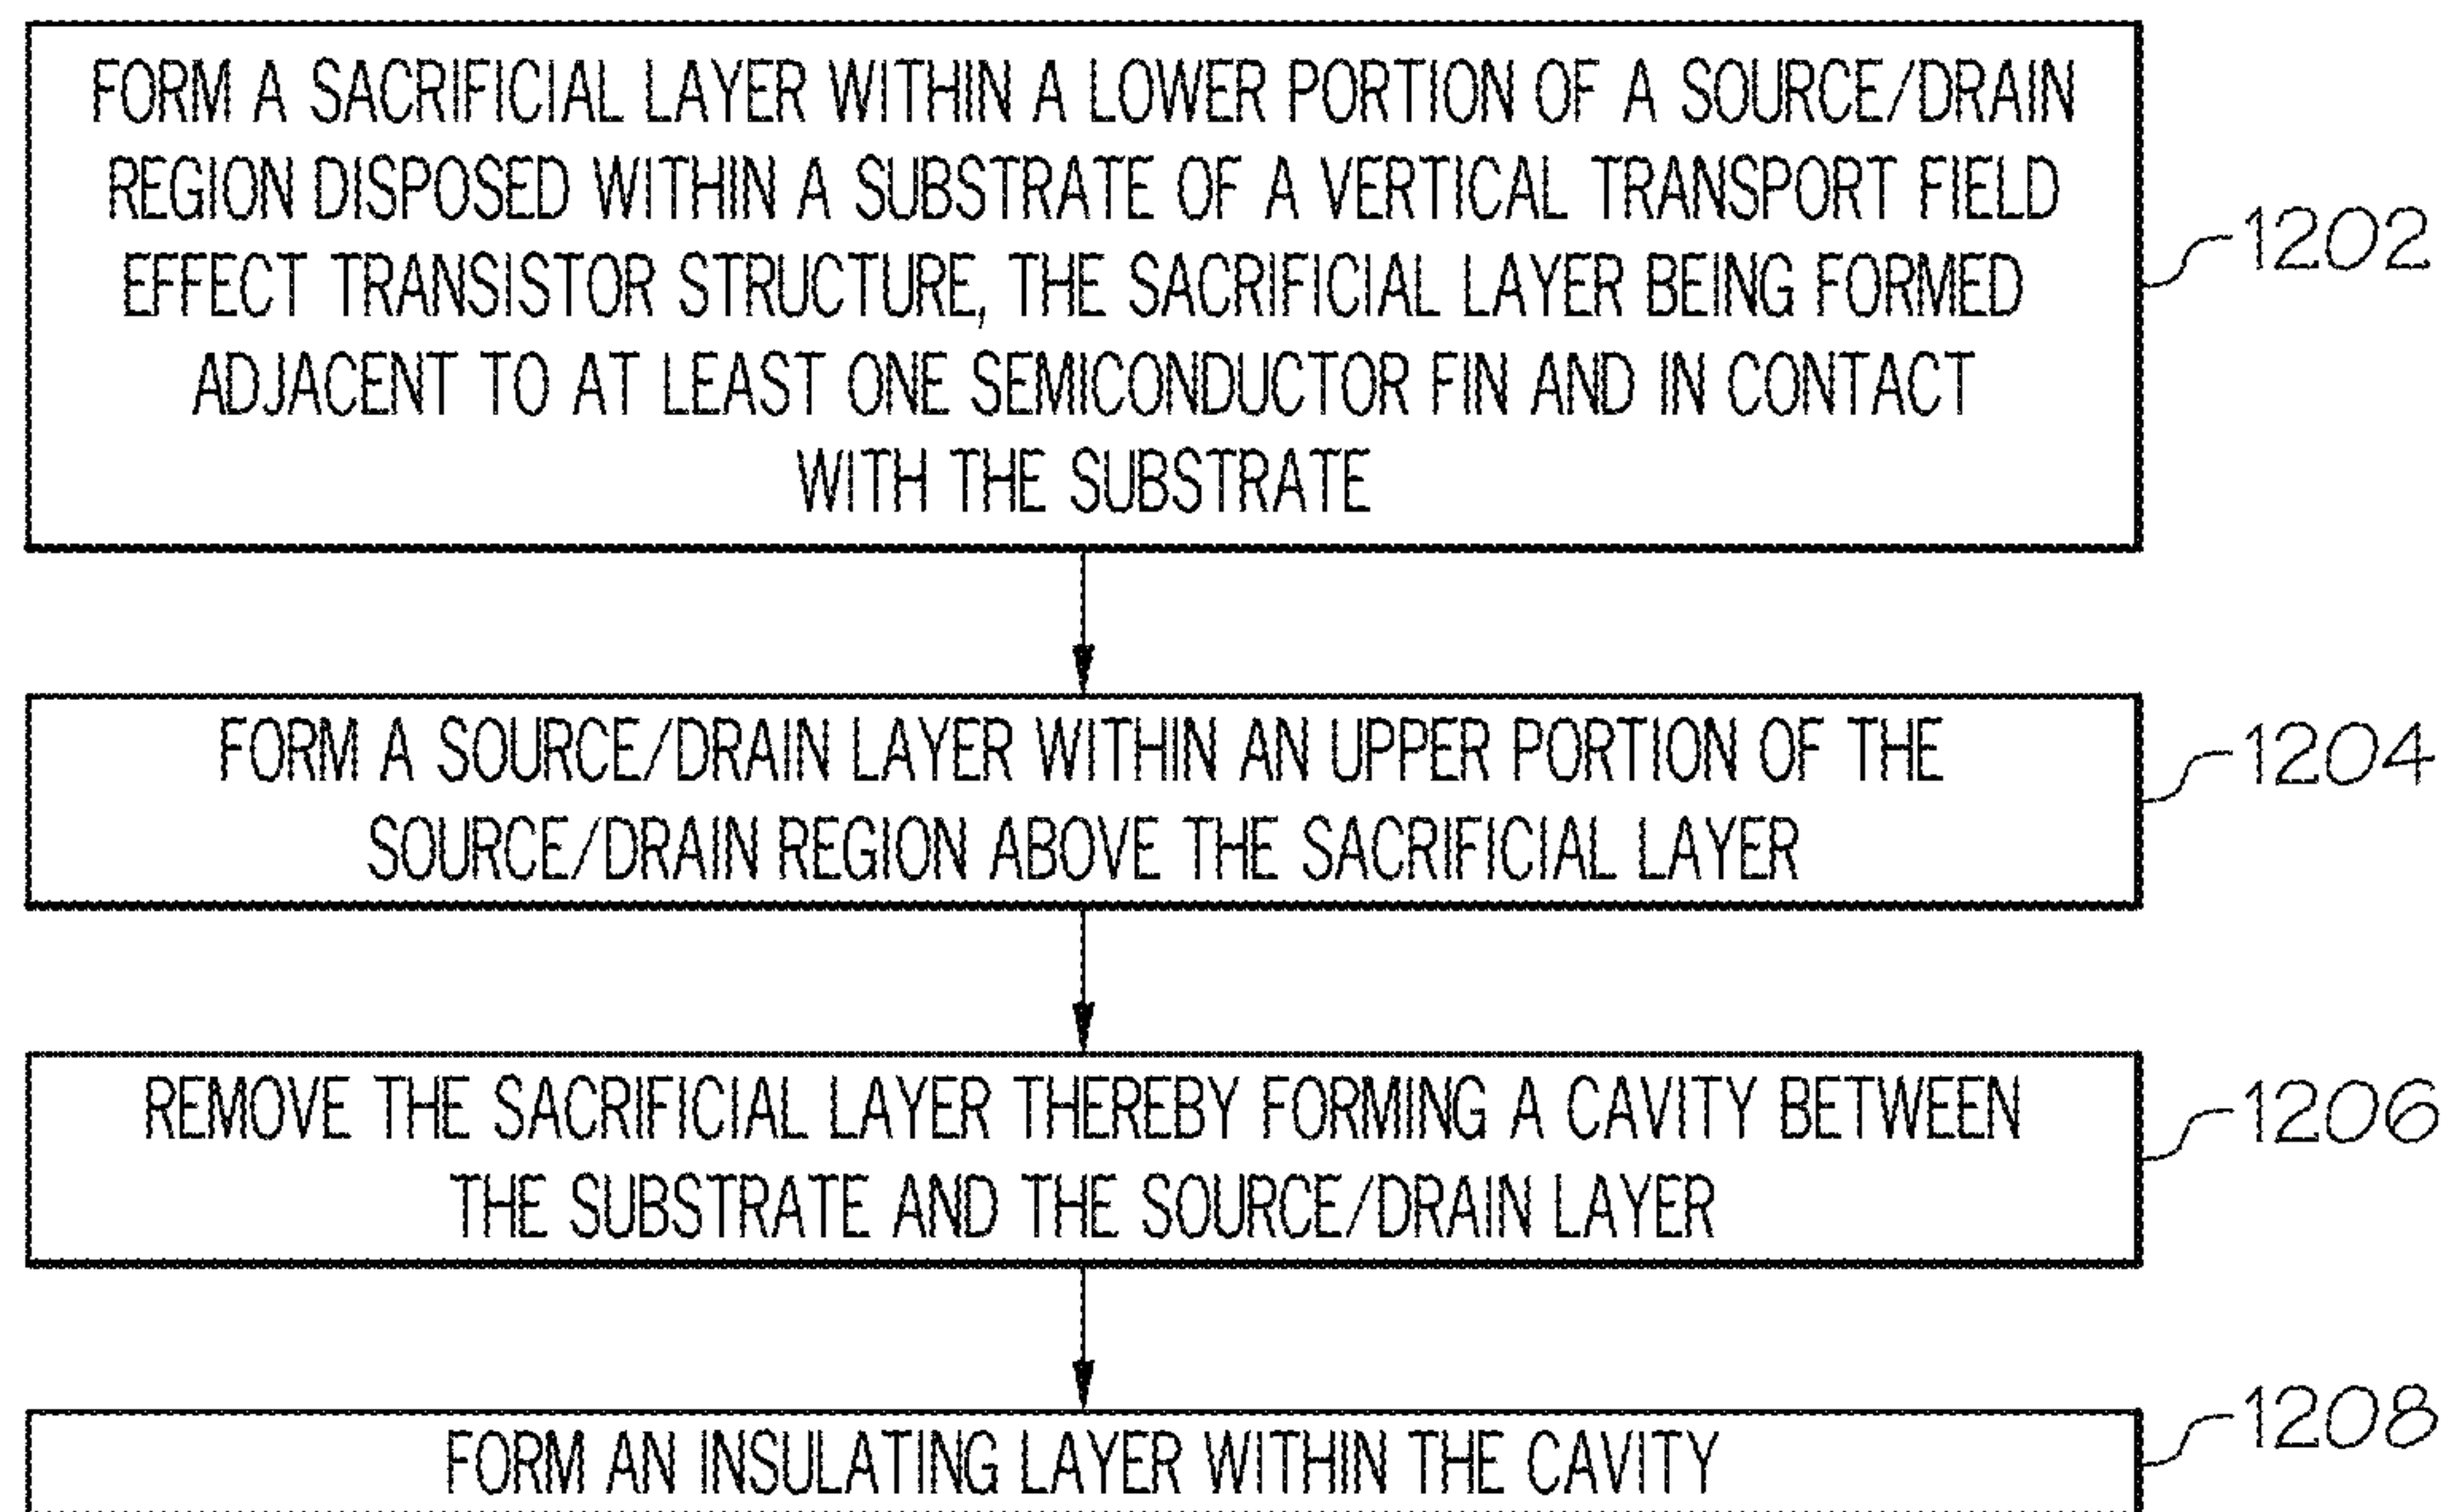 FORM A SACRIFICIAL LAYER WITHIN A LOWER PORTION OF A SOURCE/DRAIN
REGION DISPOSED WITHIN A SUBSTRATE OF A VERTICAL TRANSPORT FIELD
EFFECT TRANSISTOR STRUCTURE, THE SACRIFICIAL LAYER BEING FORMED
ADJACENT TO AT LEAST ONE SEMICONDUCTOR FIN AND IN CONTACT
WITH THE SUBSTRATE
1202
FORM A SOURCE/DRAIN LAYER WITHIN AN UPPER PORTION OF THE
SOURCE/DRAIN REGION ABOVE THE SACRIFICIAL LAYER
1204
REMOVE THE SACRIFICIAL LAYER THEREBY FORMING A CAVITY BETWEEN
THE SUBSTRATE AND THE SOURCE/DRAIN LAYER
1206
FORM AN INSULATING LAYER WITHIN THE CAVITY
1208